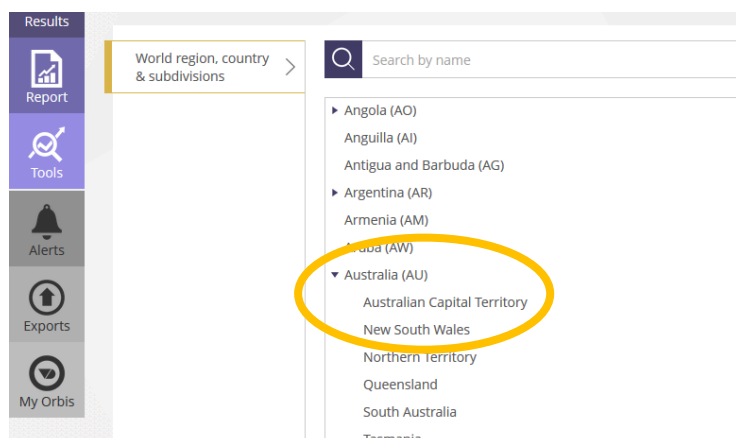 Results
Report
Tools
Alerts
Exports
My Orbis
World region, country
& subdivisions
Search by name
Angola (AO)
Anguilla (AI)
Antigua and Barbuda (AG)
Argentina (AR)
Armenia (AM)
Aruba (AW)
Australia (AU)
Australian Capital Territory
New South Wales
Northern Territory
Queensland
South Australia
Tasmania